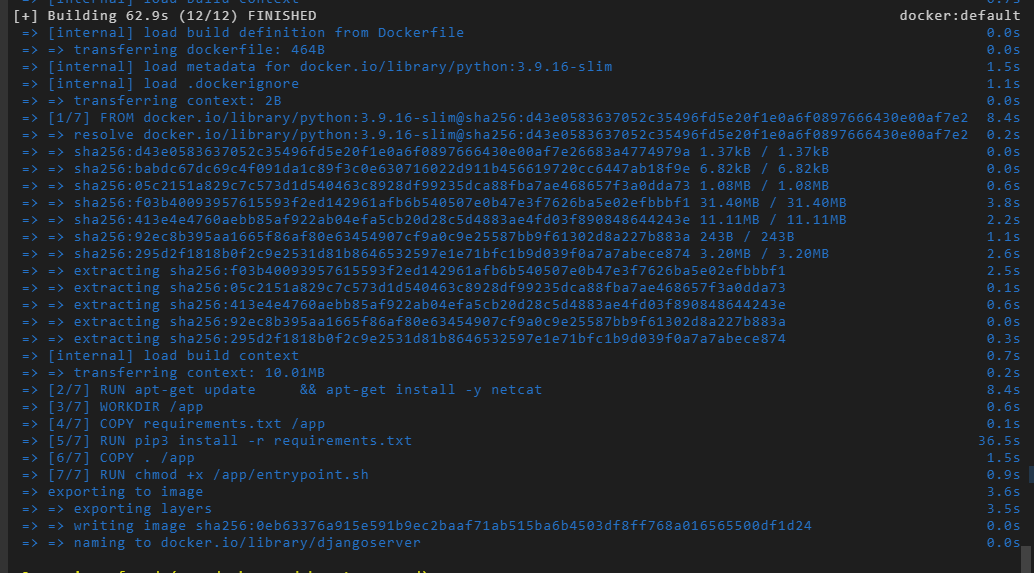 [+] Building 62.9s (12/12) FINISHED docker:default
=> [internal] load build definition from Dockerfile 0.0s
=> => transferring dockerfile: 464B 0.0s
=> [internal] load metadata for docker.io/library/python:3.9.16-slim 1.5s
=> [internal] load .dockerignore 1.1s
=> => transferring context: 2B 0.0s
=> [1/7] FROM docker.io/library/python:3.9.16-slim@sha256:d43e0583637052c35496fd5e20f1e0a6f0897666430e00af7e2 8.4s
=> => resolve docker.io/library/python:3.9.16-slim@sha256:d43e0583637052c35496fd5e20f1e0a6f0897666430e00af7e2 0.2s
=> => sha256:d43e0583637052c35496fd5e20f1e0a6f0897666430e00af7e26683a4774979a 1.37kB / 1.37kB 0.0s
=> => sha256:babdc67dc69c4f091da1c89f3c0e630716022d911b456619720cc6447ab18f9e 6.82kB / 6.82kB 0.0s
=> => sha256:05c2151a829c7c573d1d540463c8928df99235dca88fba7ae468657f3a0dda73 1.08MB / 1.08MB 0.6s
=> => sha256:f03b40093957615593f2ed142961afb6b540507e0b47e3f7626ba5e02efbbbf1 31.40MB / 31.40MB 3.8s
=> => sha256:413e4e4760aebb85af922ab04efa5cb20d28c5d4883ae4fd03f890848644243e 11.11MB / 11.11MB 2.2s
=> => sha256:92ec8b395aa1665f86af80e63454907cf9a0c9e25587bb9f61302d8a227b883a 243B / 243B 1.1s
=> => sha256:295d2f1818b0f2c9e2531d81b8646532597e1e71bfc1b9d039f0a7a7abece874 3.20MB / 3.20MB 2.6s
=> => extracting sha256:f03b40093957615593f2ed142961afb6b540507e0b47e3f7626ba5e02efbbbf1 2.5s
=> => extracting sha256:05c2151a829c7c573d1d540463c8928df99235dca88fba7ae468657f3a0dda73 0.1s
=> => extracting sha256:413e4e4760aebb85af922ab04efa5cb20d28c5d4883ae4fd03f890848644243e 0.6s
=> => extracting sha256:92ec8b395aa1665f86af80e63454907cf9a0c9e25587bb9f61302d8a227b883a 0.0s
=> => extracting sha256:295d2f1818b0f2c9e2531d81b8646532597e1e71bfc1b9d039f0a7a7abece874 0.3s
=> [internal] load build context 0.7s
=> => transferring context: 10.01MB 0.2s
=> [2/7] RUN apt-get update     && apt-get install -y netcat 8.4s
=> [3/7] WORKDIR /app 0.6s
=> [4/7] COPY requirements.txt /app 0.1s
=> [5/7] RUN pip3 install -r requirements.txt 36.5s
=> [6/7] COPY . /app 1.5s
=> [7/7] RUN chmod +x /app/entrypoint.sh 0.9s
=> exporting to image 3.6s
=> => exporting layers 3.5s
=> => writing image sha256:0eb63376a915e591b9ec2baaf71ab515ba6b4503df8ff768a016565500df1d24 0.0s
=> => naming to docker.io/library/djangoserver 0.0s